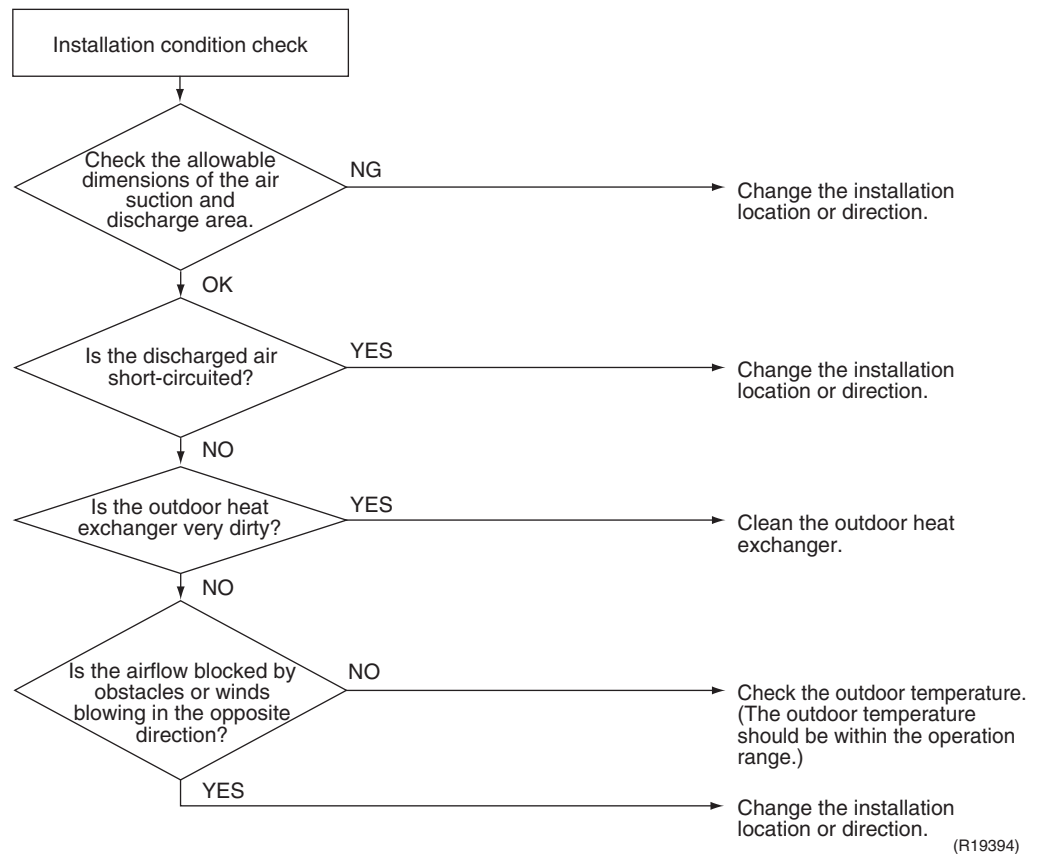 Installation condition check
Check the allowable
dimensions of the air
suction and
discharge area.
NG
Change the installation
location or direction.
OK
Is the discharged air
short-circuited?
YES
Change the installation
location or direction.
NO
Is the outdoor heat
exchanger very dirty?
YES
Clean the outdoor heat
exchanger.
NO
Is the airflow blocked by
obstacles or winds
blowing in the opposite
direction?
NO
Check the outdoor temperature.
(The outdoor temperature
should be within the operation
range.)
YES
Change the installation
location or direction.
(R19394)